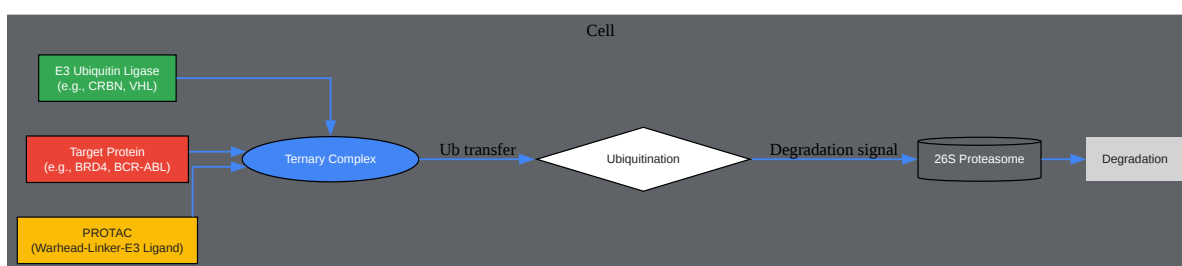 Cell
E3 Ubiquitin Ligase
(e.g., CRBN, VHL)
Target Protein
(e.g., BRD4, BCR-ABL)
PROTAC
(Warhead-Linker-E3 Ligand)
Ternary Complex
Ub transfer
Ubiquitination
Degradation signal
26S Proteasome
Degradation